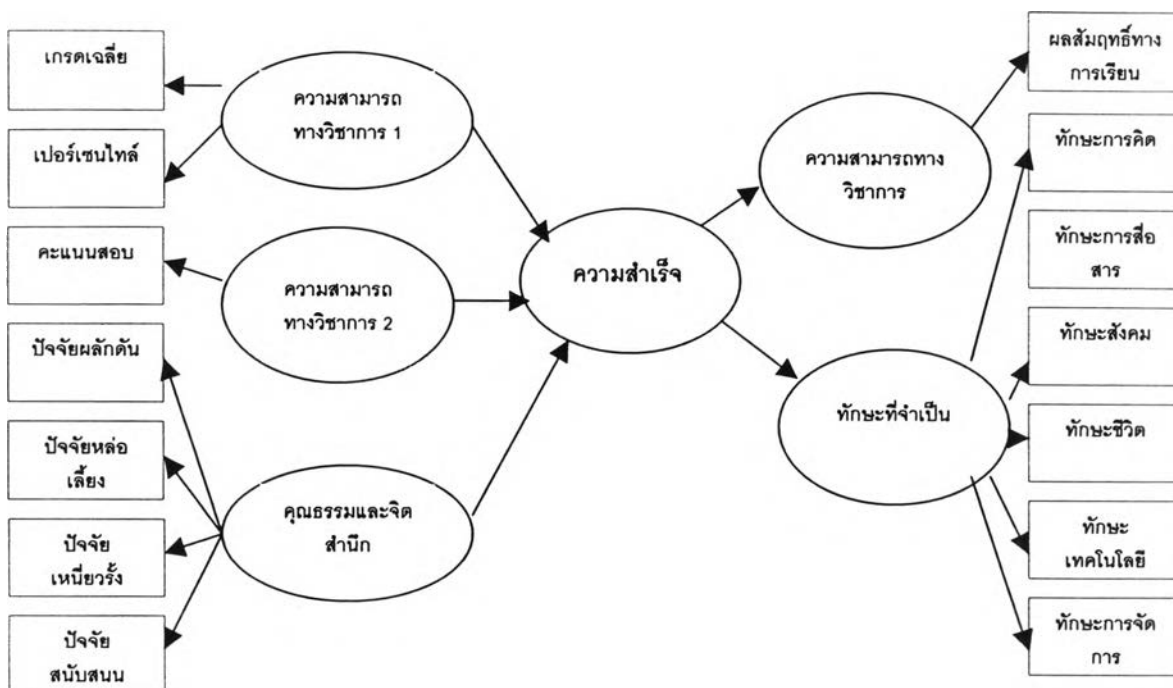 เกรดเฉลี่ย
เปอร์เซนไทล์
คะแนนสอบ
ปัจจัยผลักดัน
ปัจจัยหล่อ
เลี้ยง
ปัจจัย
เหนี่ยวรั้ง
ปัจจัย
สนับสนน
ความสามารถ
ทางวิชาการ 1
ความสามารถ
ทางวิชาการ 2
คุณธรรมและจิต
สำนึก
ความสำเร็จ
ความสามารถทาง
วิชาการ
ทักษะที่จำเป็น
ผลสัมฤทธิ์ทาง
การเรียน
ทักษะการคิด
ทักษะการสื่อ
สาร
ทักษะสังคม
ทักษะชีวิต
ทักษะ
เทคโนโลยี
ทักษะการจัด
การ